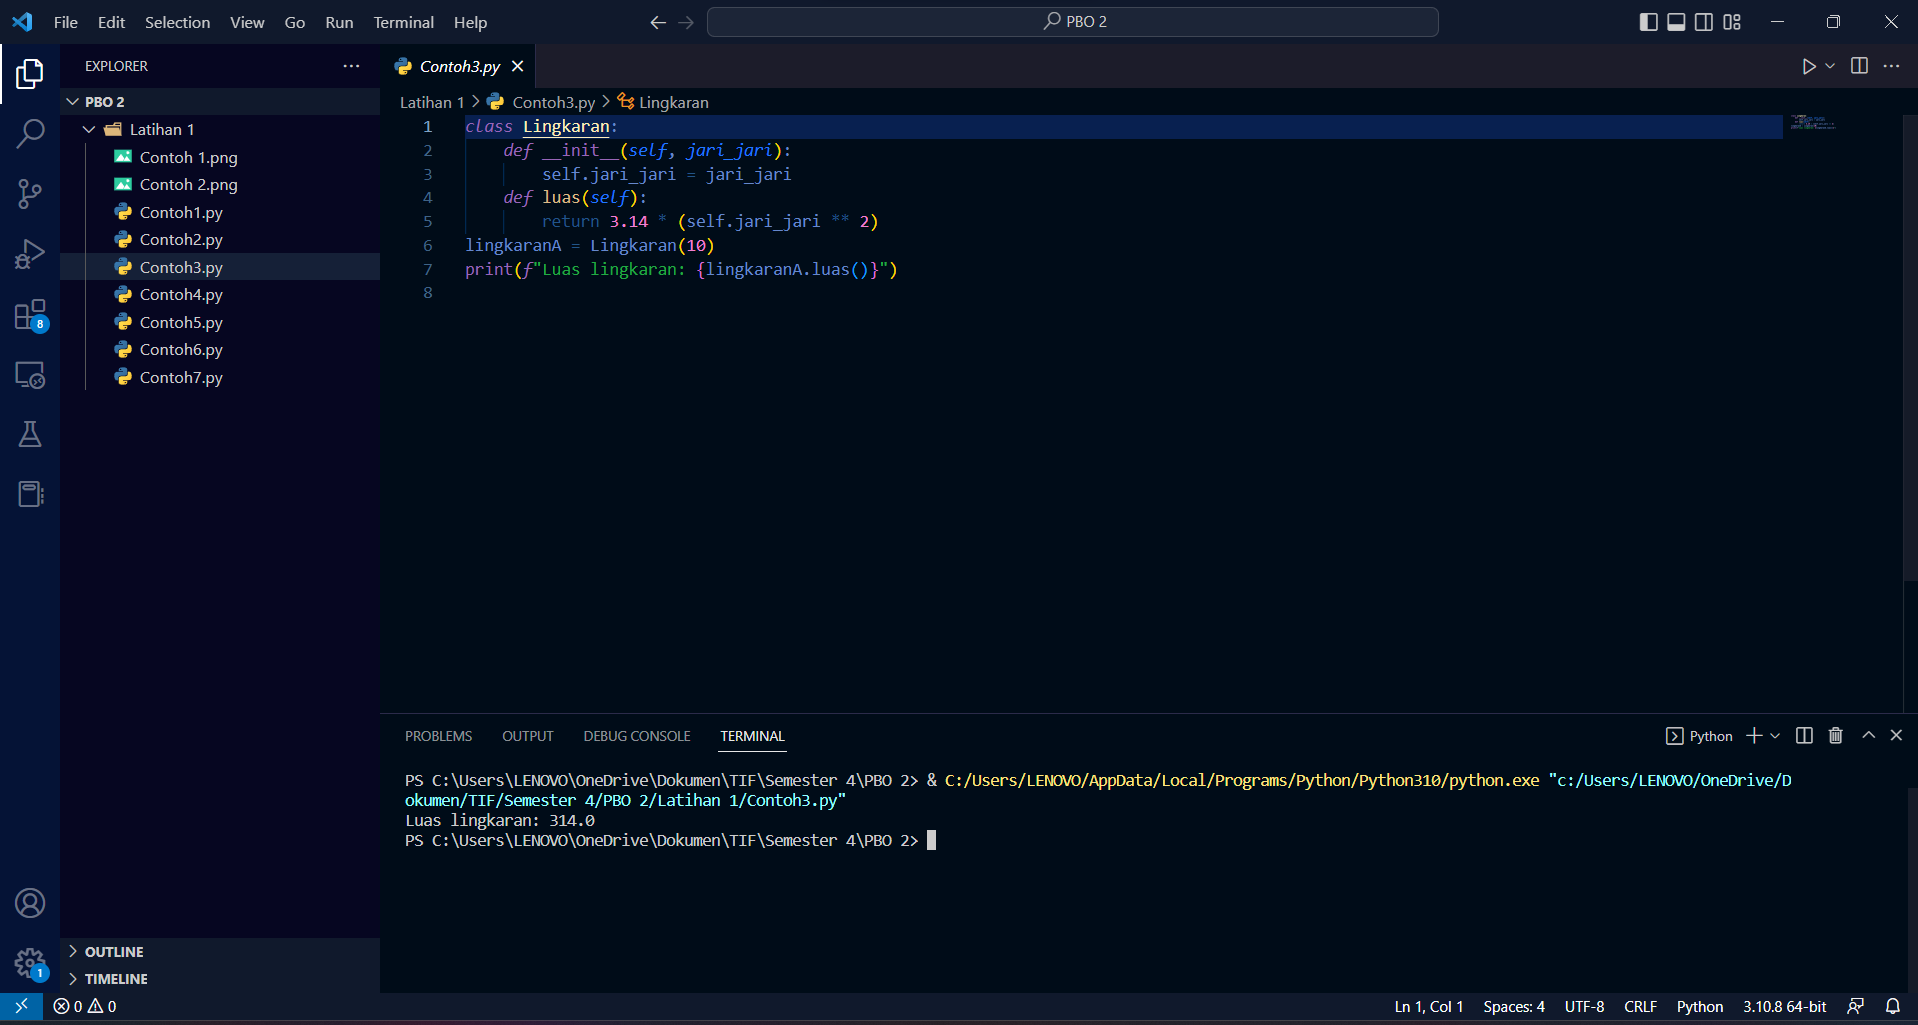 File Edit Selection View Go Run Terminal Help
PBO 2
EXPLORER
PBO 2
Latihan 1
Contoh 1.png
Contoh 2.png
Contoh1.py
Contoh2.py
Contoh3.py
Contoh4.py
Contoh5.py
Contoh6.py
Contoh7.py
8
OUTLINE
TIMELINE
1
Contoh3.py
Latihan 1 > Contoh3.py > Lingkaran
1 class Lingkaran:
2     def __init__(self, jari_jari):
3         self.jari_jari = jari_jari
4     def luas(self):
5         return 3.14 * (self.jari_jari ** 2)
6 lingkaranA = Lingkaran(10)
7 print(f"Luas lingkaran: {lingkaranA.luas()}")
8
PROBLEMS OUTPUT DEBUG CONSOLE TERMINAL
Python
PS C:\Users\LENOVO\OneDrive\Dokumen\TIF\Semester 4\PBO 2> & C:/Users/LENOVO/AppData/Local/Programs/Python/Python310/python.exe "c:/Users/LENOVO/OneDrive/D
okumen/TIF/Semester 4/PBO 2/Latihan 1/Contoh3.py"
Luas lingkaran: 314.0
PS C:\Users\LENOVO\OneDrive\Dokumen\TIF\Semester 4\PBO 2>
0 0
Ln 1, Col 1 Spaces: 4 UTF-8 CRLF Python 3.10.8 64-bit